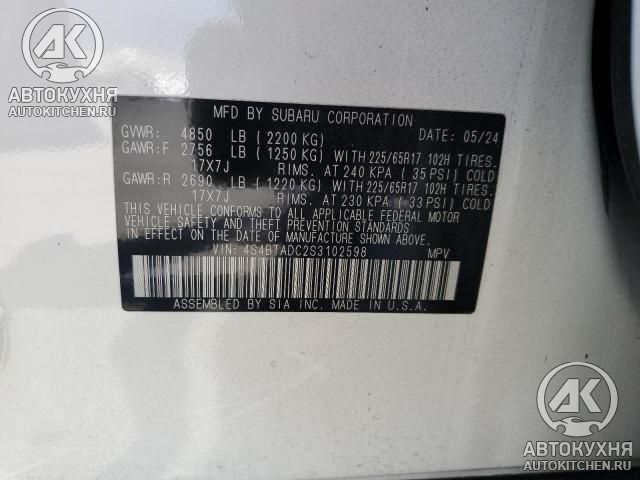 AK
АВТОКУХНЯ
AUTOKITCHEN.RU
MFD BY SUBARU CORPORATION
GVWR: 4850 LB ( 2200 KG) DATE: 05/24
GAWR:F 2756 LB ( 1250 KG) WITH 225/65R17 102H TIRES.
17X7J RIMS. AT 240 KPA ( 35 PSI) COLD
GAWR:R 2690 LB ( 1220 KG) WITH 225/65R17 102H TIRES.
17X7J RIMS. AT 230 KPA ( 33 PSI) COLD
THIS VEHICLE CONFORMS TO ALL APPLICABLE FEDERAL MOTOR
VEHICLE SAFETY AND THEFT PREVENTION STANDARDS
IN EFFECT ON THE DATE OF MANUFACTURE SHOWN ABOVE.
VIN: 4S4BTADC2S3102598 MPV
ASSEMBLED BY SIA INC. MADE IN U.S.A.
AK
АВТОКУХНЯ
AUTOKITCHEN.RU